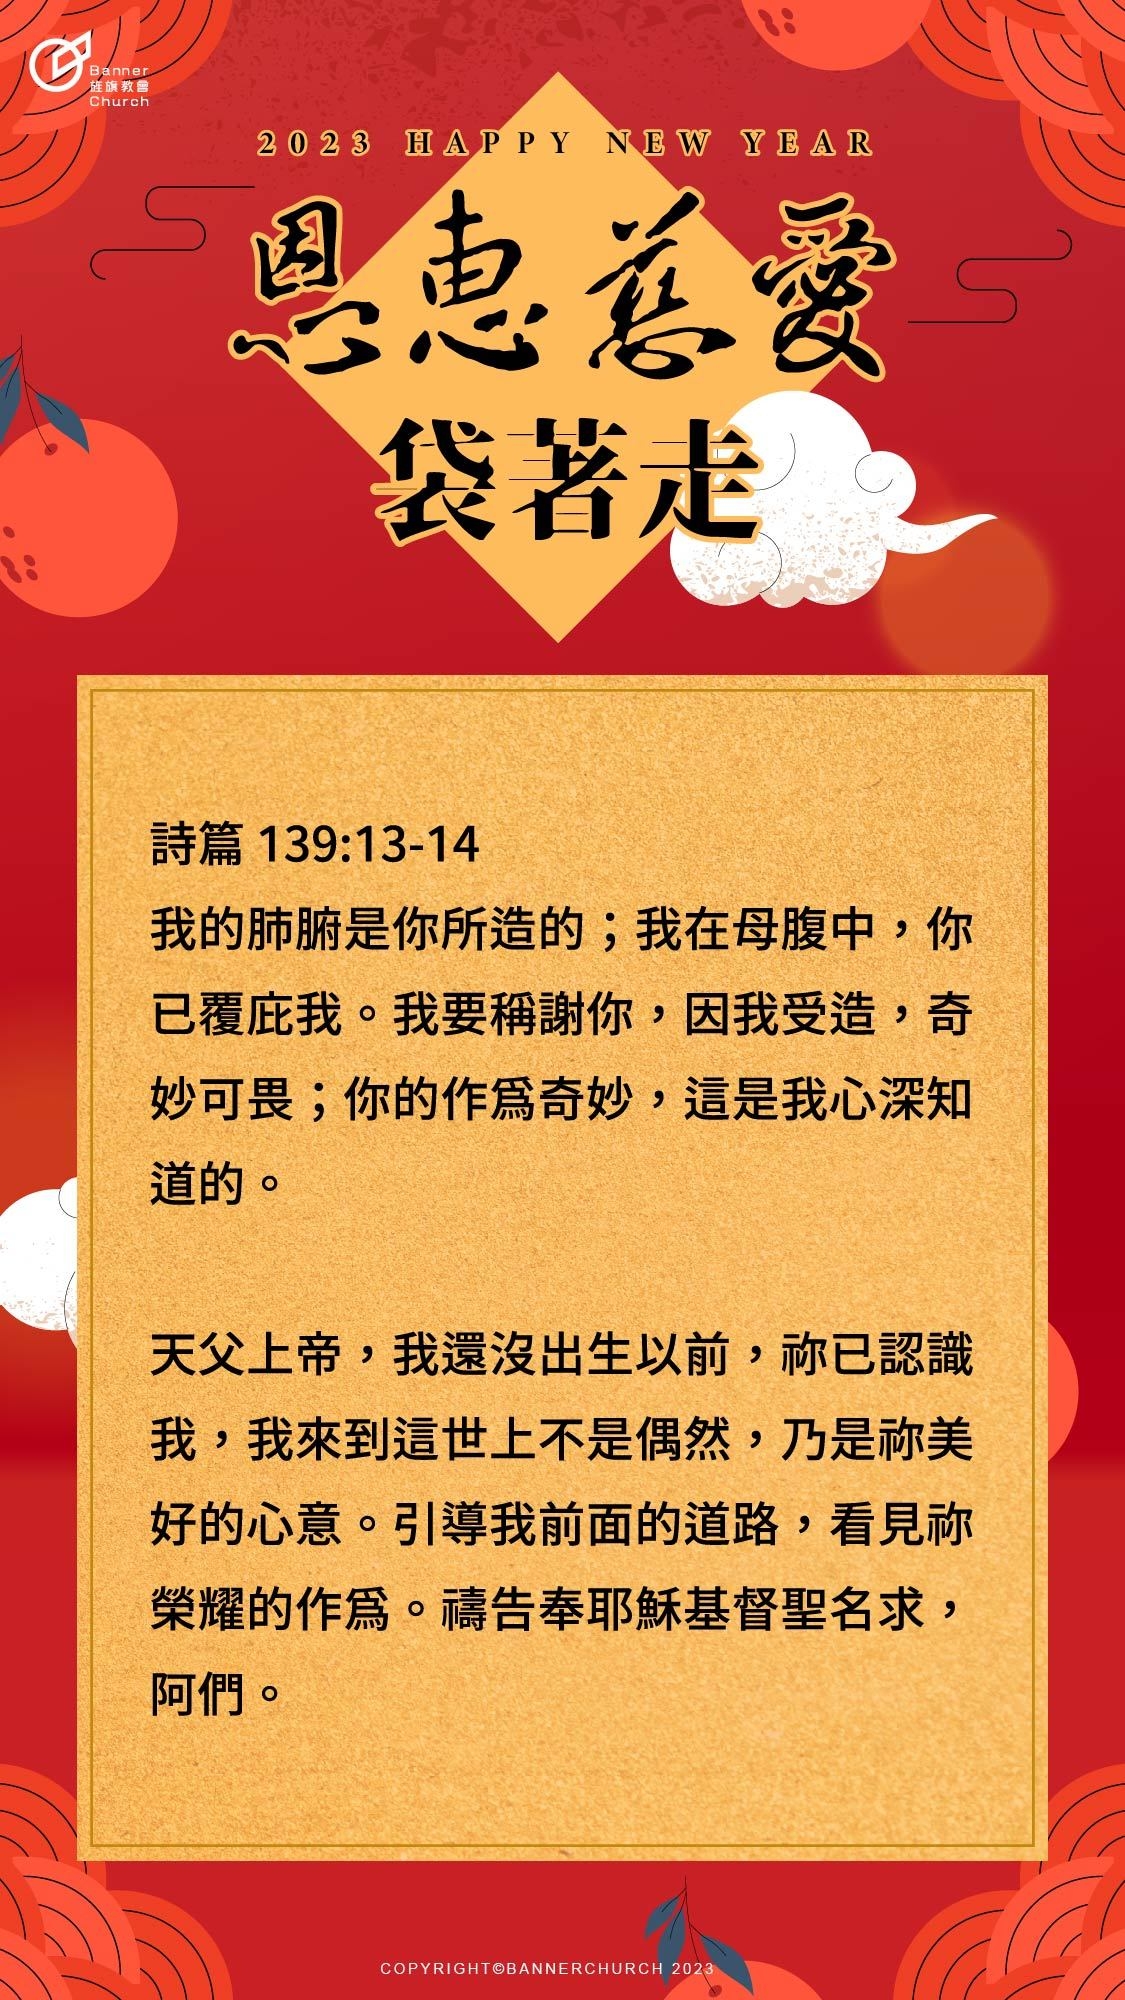 Banner
旌旗教會
Church
2023 HAPPY NEW YEAR
恩惠慈愛
袋著走
詩篇 139:13-14
我的肺腑是你所造的；我在母腹中，你
已覆庇我。我要稱謝你，因我受造，奇
妙可畏；你的作爲奇妙，這是我心深知
道的。
天父上帝，我還沒出生以前，祢已認識
我，我來到這世上不是偶然，乃是祢美
好的心意。引導我前面的道路，看見祢
榮耀的作爲。禱告奉耶穌基督聖名求，
阿們。
COPYRIGHT©BANNERCHURCH 2023